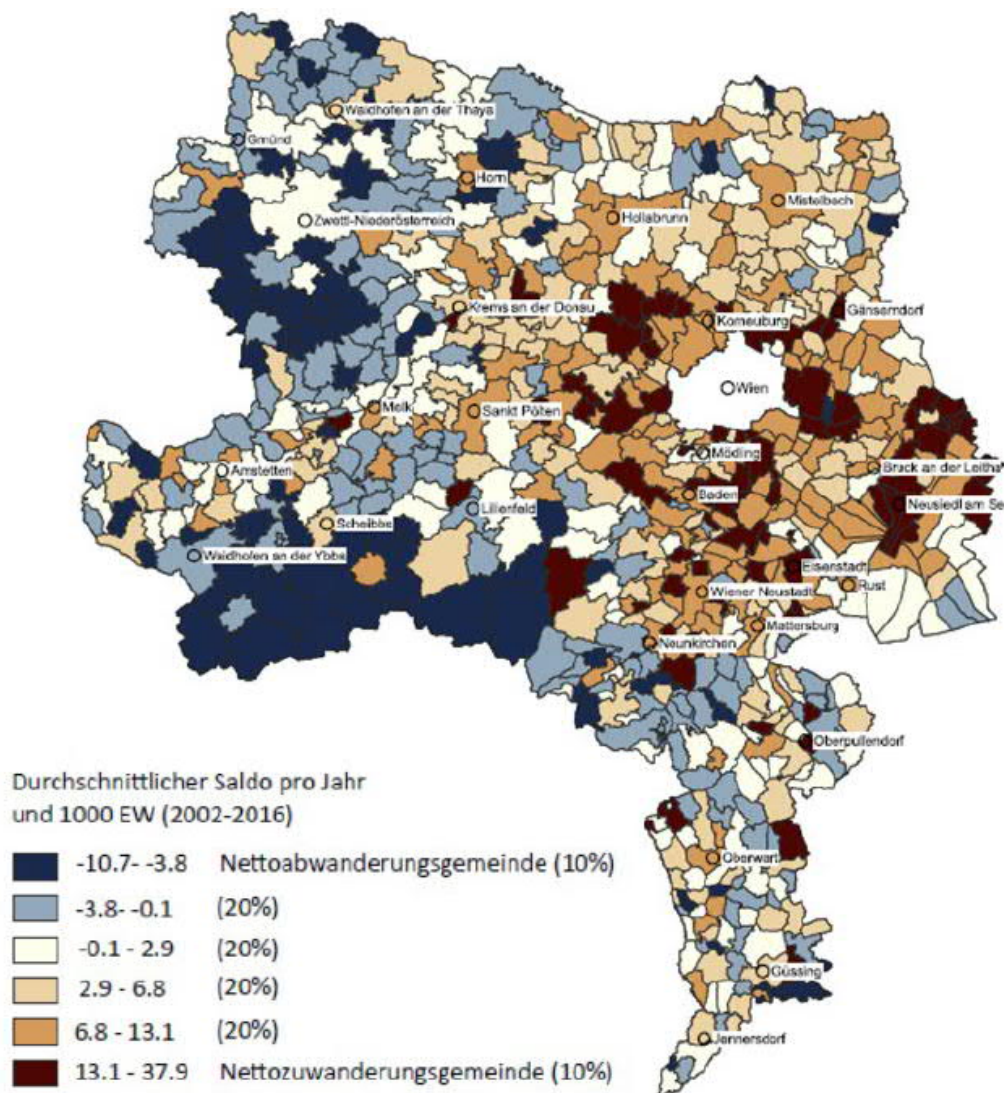 Waidhofen an der Thaya
Gmünd
Horn
Mistelbach
Zwettl-Niederösterreich
Hollabrunn
Krems an der Donau
Gänserndorf
Korneuburg
Wien
Melk
Sankt Pölten
Mödling
Amstetten
Bruck an der Leitha
Baden
Neusiedl am Se
Lilienfeld
Scheibbs
Waidhofen an der Ybbs
Eisenstadt
Rust
Wiener Neustadt
Mattersburg
Neunkirchen
Oberpullendorf
Durchschnittlicher Saldo pro Jahr
und 1000 EW (2002-2016)
-10.7- -3.8 Nettoabwanderungsgemeinde (10%)
Oberwart
-3.8- -0.1 (20%)
-0.1 - 2.9 (20%)
Güssing
2.9 - 6.8 (20%)
6.8 - 13.1 (20%)
Jennersdorf
13.1 - 37.9 Nettozuwanderungsgemeinde (10%)